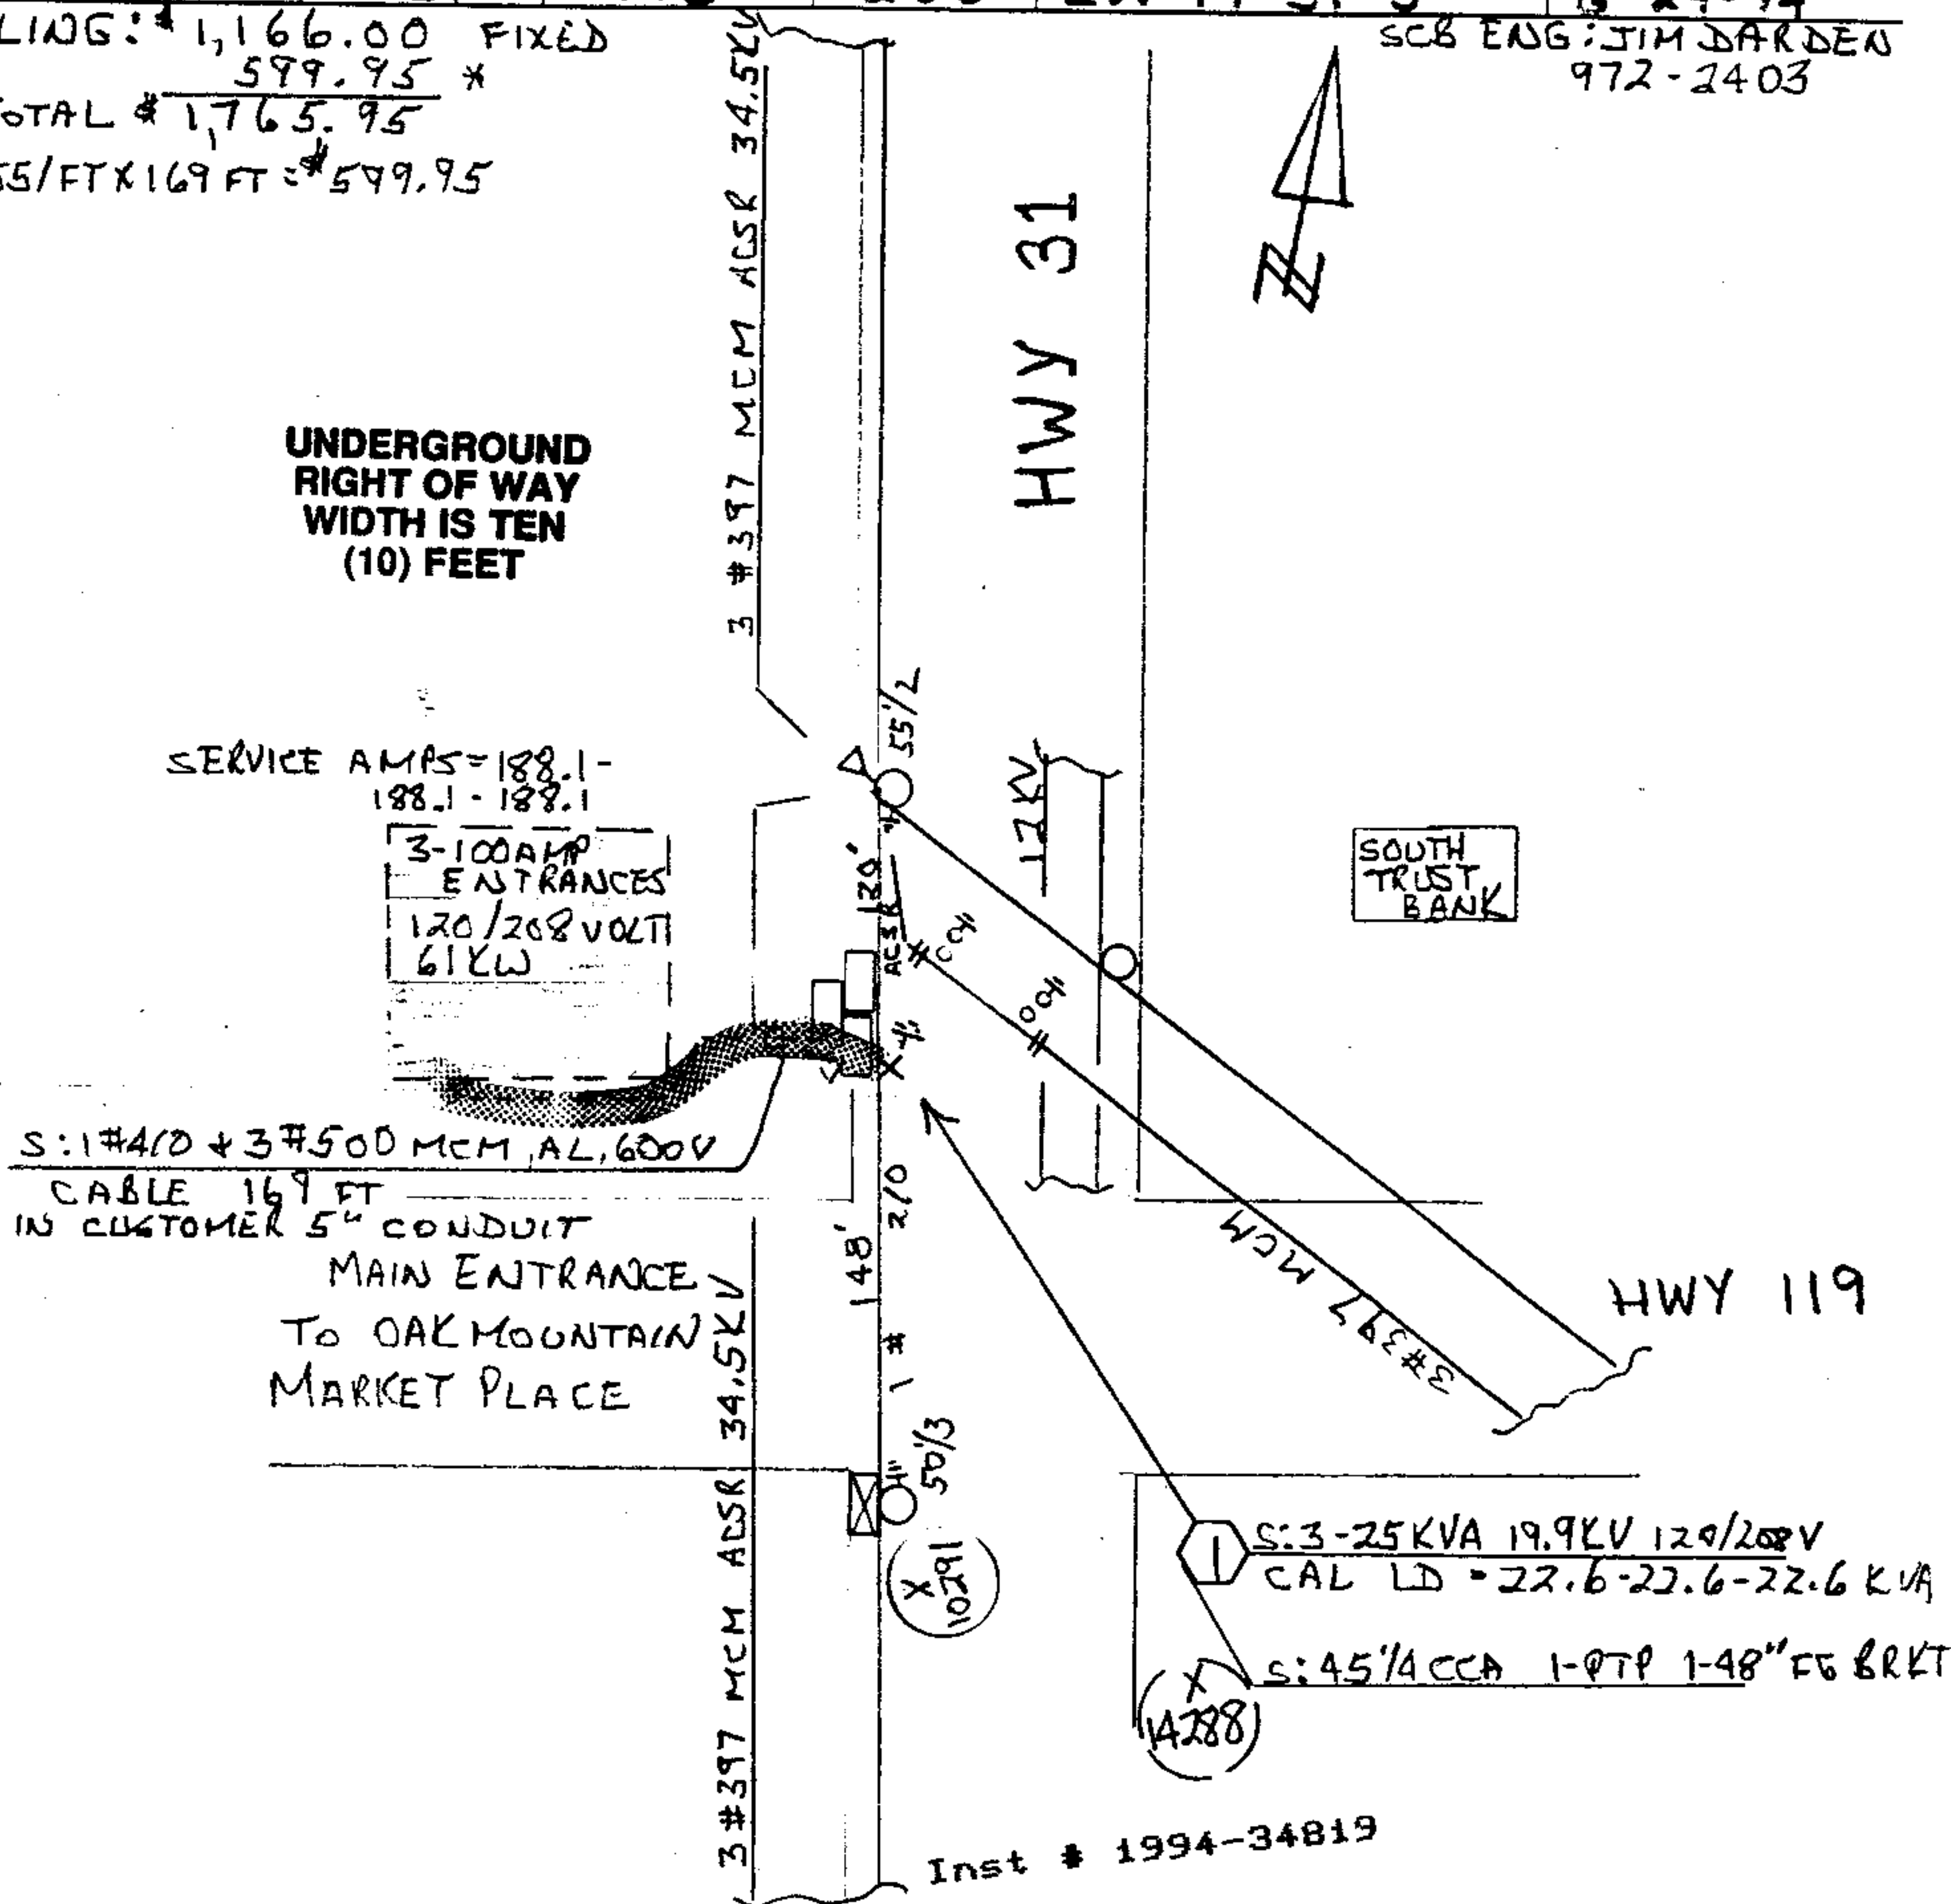 LING: $1,166.00 FIXED
599.95 *
TOTAL $1,765.95
55/FT X 169 FT = $599.95
SCB ENG: JIM DARDEN
972-2403
3 #397 MCM ACSR 34.5KV
HWY 31
N
UNDERGROUND
RIGHT OF WAY
WIDTH IS TEN
(10) FEET
55'/2
SERVICE AMPS=188.1-
188.1-188.1
3-100AMP
ENTRANCES
120/208 VOLT
61KW
120'
ACSR
12KV
SOUTH
TRUST
BANK
S:1#4/0 + 3#500 MCM, AL, 600V
CABLE 169 FT
IN CUSTOMER 5" CONDUIT
MAIN ENTRANCE
TO OAK MOUNTAIN
MARKET PLACE
148'
1 # 2/0
3#397 MCM
HWY 119
3#397 MCM ACSR 34.5KV
50'/3
X
10291
1
S:3-25KVA 19.9KV 120/208V
CAL LD = 22.6-22.6-22.6 KVA
S:45'/4 CCA 1-PTP 1-48" FG BRKT
X
14288
Inst # 1994-34819